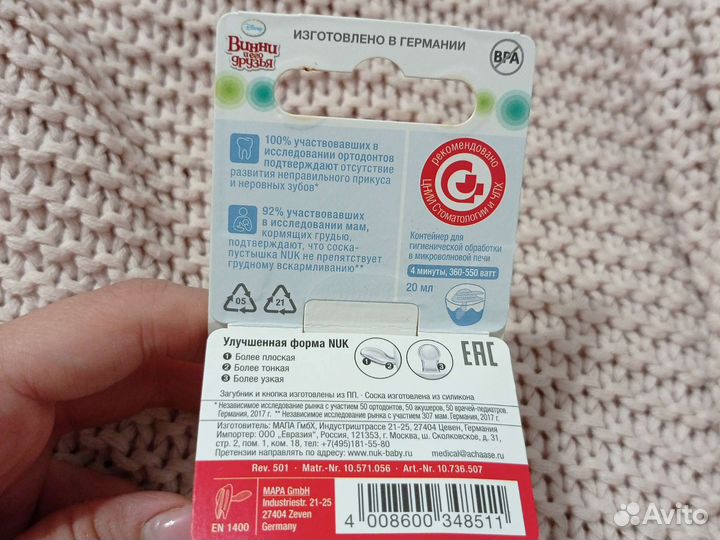 Disney
Винни
и его
друзья
ИЗГОТОВЛЕНО В ГЕРМАНИИ
BPA
100% участвовавших в
исследовании ортодонтов
подтверждают отсутствие
развития неправильного прикуса
и неровных зубов*
92% участвовавших
в исследовании мам,
кормящих грудью,
подтверждают, что соска-
пустышка NUK не препятствует
грудному вскармливанию**
05
21
рекомендовано
ЦНИИ Стоматологии и ЧЛХ
Контейнер для
гигиенической обработки
в микроволновой печи
4 минуты, 360-550 ватт
20 мл
Улучшенная форма NUK
1 Более плоская
2 Более тонкая
3 Более узкая
1
2
3
EAC
Загубник и кнопка изготовлены из ПП. · Соска изготовлена из силикона
* Независимое исследование рынка с участием 50 ортодонтов, 50 акушеров, 50 врачей-педиатров.
Германия, 2017 г. ** Независимое исследование рынка с участием 307 мам. Германия, 2017 г.
Изготовитель: МАПА ГмбХ, Индустриштрассе 21-25, 27404 Цевен, Германия
Импортер: ООО „Евразия", Россия, 121353, г. Москва, ш. Сколковское, д. 31,
стр. 2, пом. 1, ком. 18, тел: +7(495)181-55-80
Претензии направлять по адресу: www.nuk-baby.ru medical@achaase.ru
Rev. 501 · Matr.-Nr. 10.571.056 · Art.-Nr. 10.736.507
EN 1400
MAPA GmbH
Industriestr. 21-25
27404 Zeven
Germany
4 008600 348511
Avito